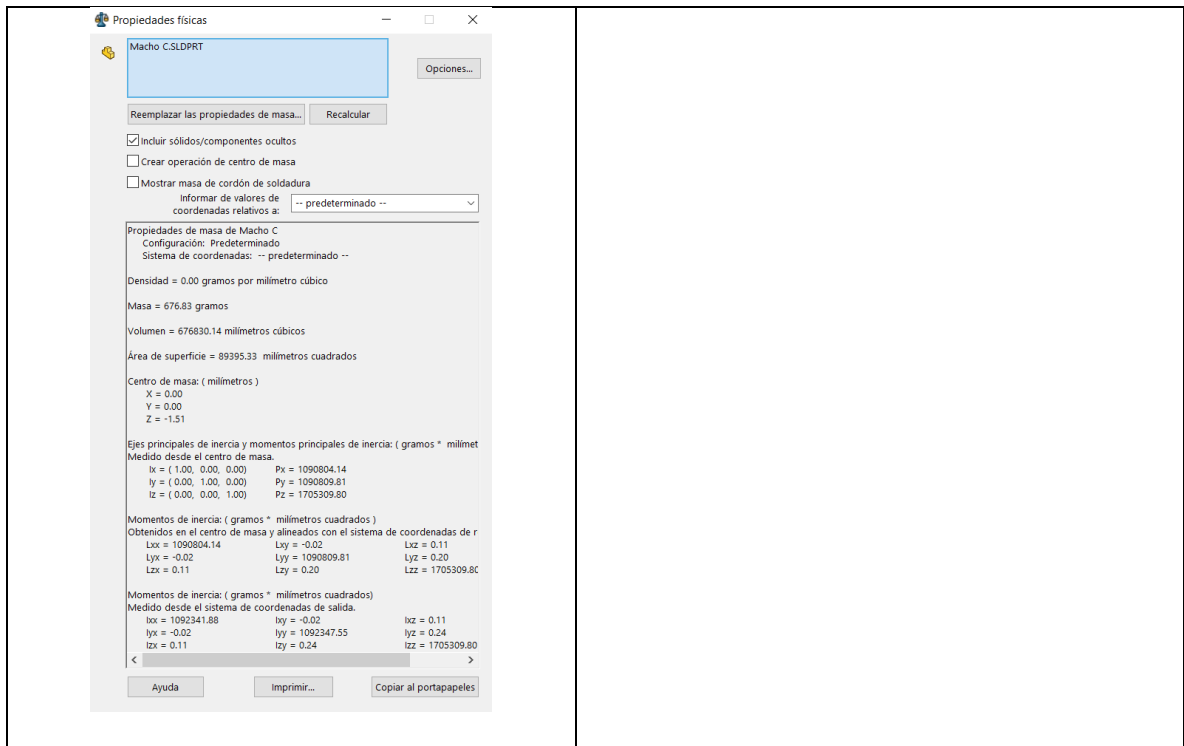 Propiedades físicas
Macho C.SLDPRT
Opciones...
Reemplazar las propiedades de masa...
Recalcular
Incluir sólidos/componentes ocultos
Crear operación de centro de masa
Mostrar masa de cordón de soldadura
Informar de valores de
coordenadas relativos a:
-- predeterminado --
Propiedades de masa de Macho C
Configuración: Predeterminado
Sistema de coordenadas: -- predeterminado --
Densidad = 0.00 gramos por milímetro cúbico
Masa = 676.83 gramos
Volumen = 676830.14 milímetros cúbicos
Área de superficie = 89395.33 milímetros cuadrados
Centro de masa: ( milímetros )
X = 0.00
Y = 0.00
Z = -1.51
Ejes principales de inercia y momentos principales de inercia: ( gramos * milímet
Medido desde el centro de masa.
Ix = ( 1.00, 0.00, 0.00) Px = 1090804.14
Iy = ( 0.00, 1.00, 0.00) Py = 1090809.81
Iz = ( 0.00, 0.00, 1.00) Pz = 1705309.80
Momentos de inercia: ( gramos * milímetros cuadrados )
Obtenidos en el centro de masa y alineados con el sistema de coordenadas de r
Lxx = 1090804.14 Lxy = -0.02 Lxz = 0.11
Lyx = -0.02 Lyy = 1090809.81 Lyz = 0.20
Lzx = 0.11 Lzy = 0.20 Lzz = 1705309.80
Momentos de inercia: ( gramos * milímetros cuadrados)
Medido desde el sistema de coordenadas de salida.
Ixx = 1092341.88 Ixy = -0.02 Ixz = 0.11
Iyx = -0.02 Iyy = 1092347.55 Iyz = 0.24
Izx = 0.11 Izy = 0.24 Izz = 1705309.80
Ayuda
Imprimir...
Copiar al portapapeles